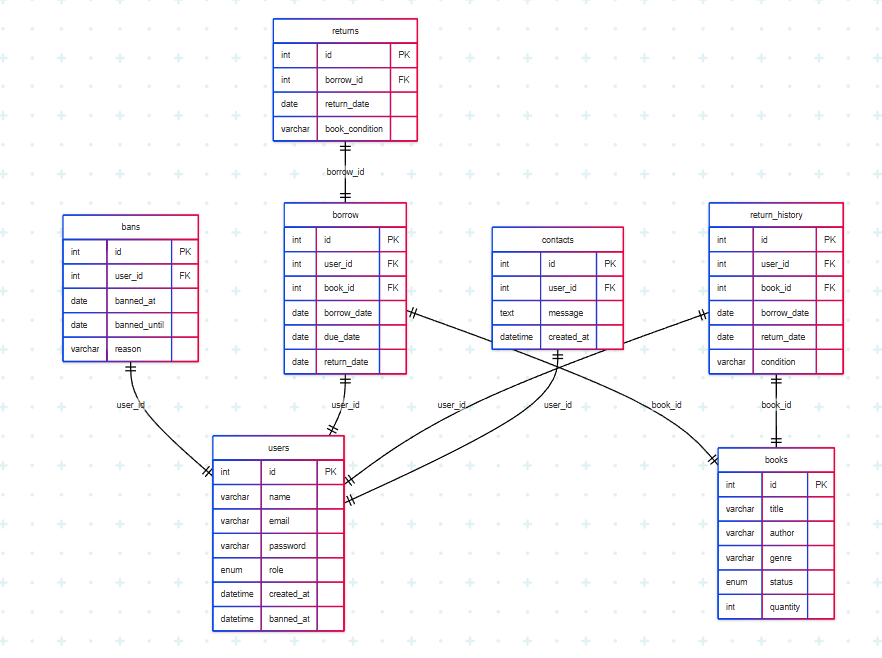 returns
int id PK
int borrow_id FK
date return_date
varchar book_condition
borrow_id
bans
int id PK
int user_id FK
date banned_at
date banned_until
varchar reason
borrow
int id PK
int user_id FK
int book_id FK
date borrow_date
date due_date
date return_date
contacts
int id PK
int user_id FK
text message
datetime created_at
return_history
int id PK
int user_id FK
int book_id FK
date borrow_date
date return_date
varchar condition
user_id
user_id
user_id
user_id
book_id
book_id
users
int id PK
varchar name
varchar email
varchar password
enum role
datetime created_at
datetime banned_at
books
int id PK
varchar title
varchar author
varchar genre
enum status
int quantity